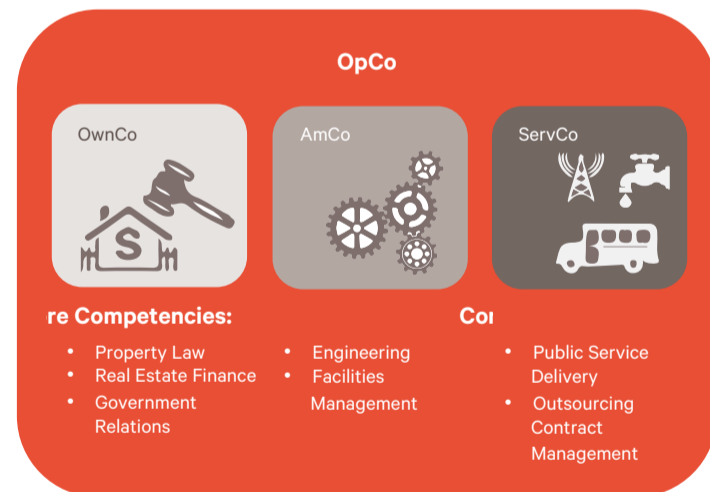 OpCo
OwnCo
AmCo
ServCo
S
re Competencies:
Cor
• Property Law
• Real Estate Finance
• Government
Relations
• Engineering
• Facilities
Management
• Public Service
Delivery
• Outsourcing
Contract
Management